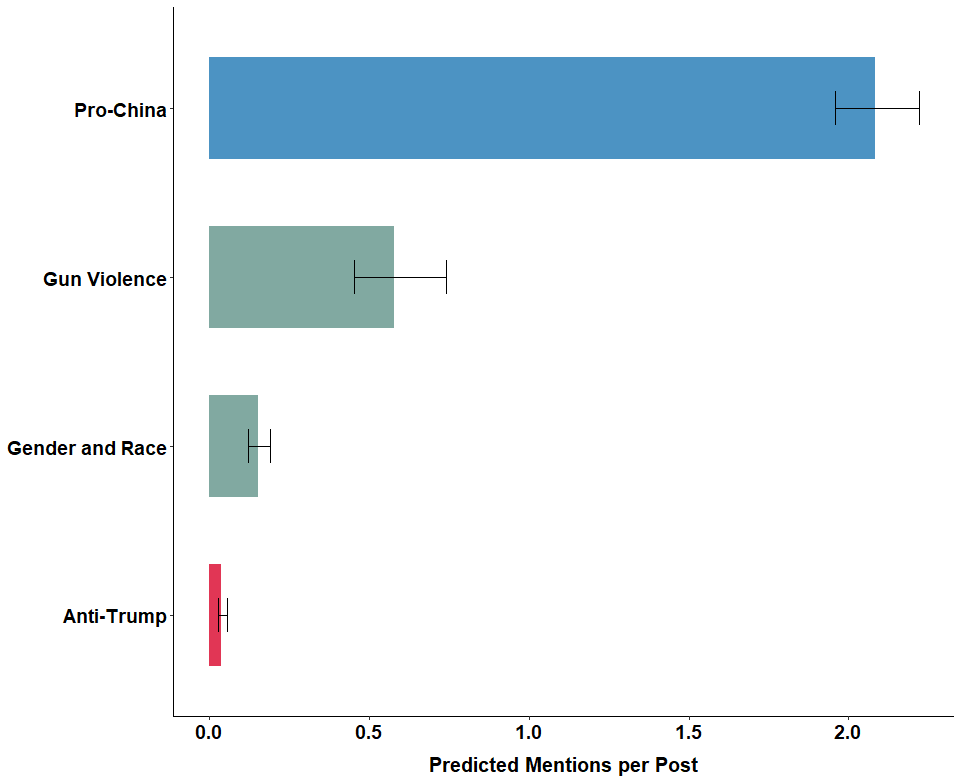 Pro-China
Gun Violence
Gender and Race
Anti-Trump
0.0 0.5 1.0 1.5 2.0
Predicted Mentions per Post